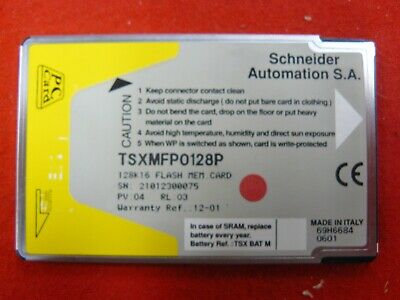 PC
Card
CAUTION
Schneider
Automation S.A.
1 Keep connector contact clean
2 Avoid static discharge ( do not put bare card in clothing )
3 Do not bend the card, drop on the floor or put heavy
material on the card
4 Avoid high temperature, humidity and direct sun exposure
5 When WP is switched as shown, card is write-protected
TSXMFP0128P
128K16 FLASH MEM. CARD
SN: 21012300075
PV:04 RL 03
Warranty Ref.:12-01
CE
In case of SRAM, replace
battery every year.
Battery Ref. :TSX BAT M
MADE IN ITALY
69H6684
0601